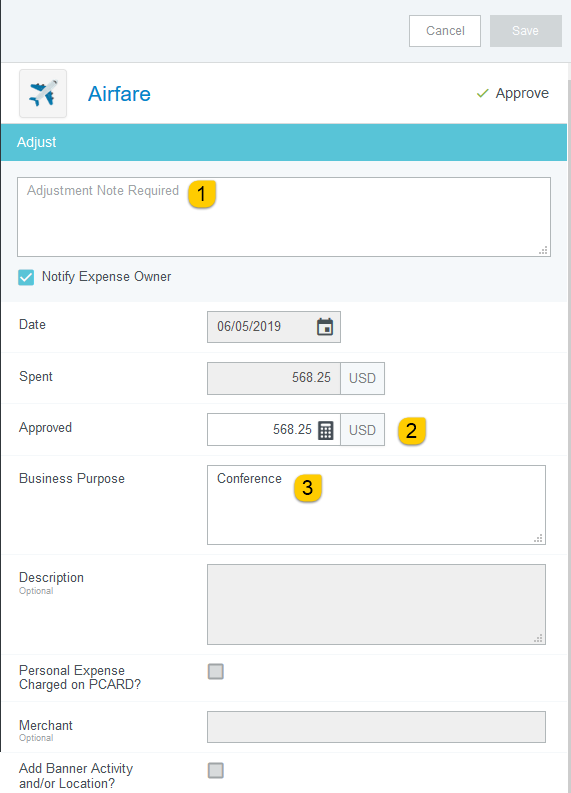 Cancel
Save
Airfare
Approve
Adjust
Adjustment Note Required
1
Notify Expense Owner
Date
06/05/2019
Spent
568.25 USD
Approved
568.25 USD
2
Business Purpose
Conference
3
Description
Optional
Personal Expense
Charged on PCARD?
Merchant
Optional
Add Banner Activity
and/or Location?